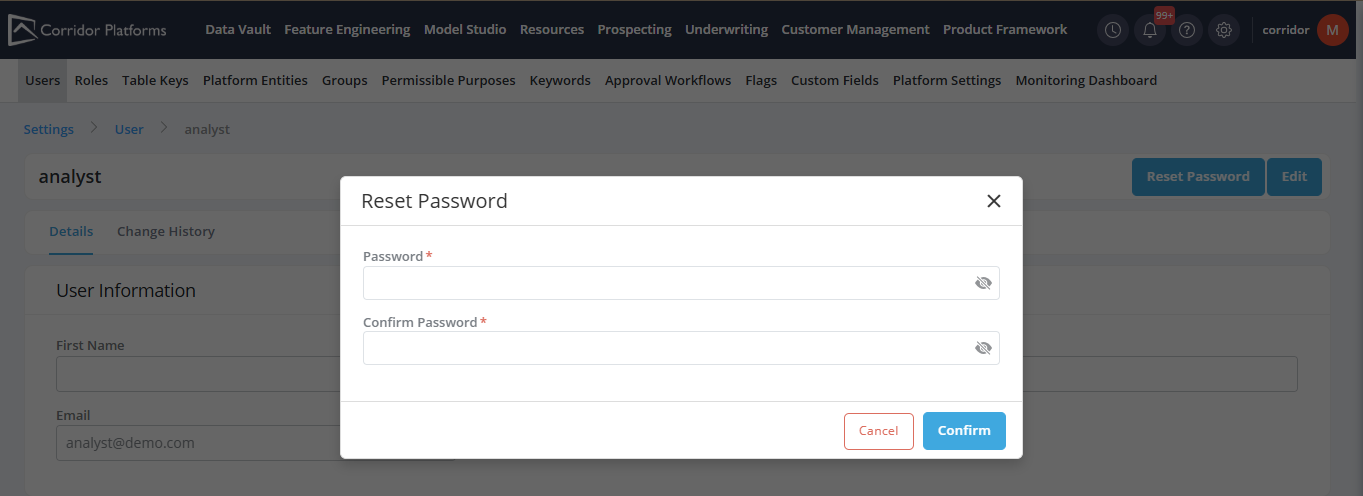 Corridor Platforms
Data Vault Feature Engineering Model Studio Resources Prospecting Underwriting Customer Management Product Framework 99+ corridor M
Users Roles Table Keys Platform Entities Groups Permissible Purposes Keywords Approval Workflows Flags Custom Fields Platform Settings Monitoring Dashboard
Settings User analyst
analyst Reset Password Edit
Reset Password
Details Change History
Password *
User Information
Confirm Password *
First Name
Email
Cancel Confirm
analyst@demo.com